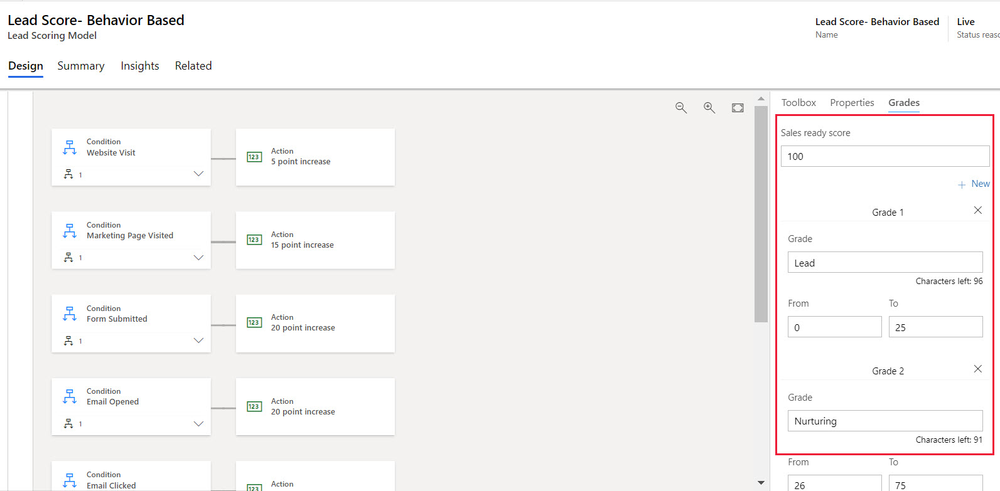 Lead Score- Behavior Based
Lead Scoring Model
Lead Score- Behavior Based
Name
Live
Status reaso
Design Summary Insights Related
Toolbox Properties Grades
Condition
Website Visit
1
Action
5 point increase
Condition
Marketing Page Visited
1
Action
15 point increase
Condition
Form Submitted
1
Action
20 point increase
Condition
Email Opened
1
Action
20 point increase
Condition
Email Clicked
Action
123
123
123
123
123
Sales ready score
100
+ New
Grade 1
Grade
Lead
Characters left: 96
From To
0 25
Grade 2
Grade
Nurturing
Characters left: 91
From To
26 75